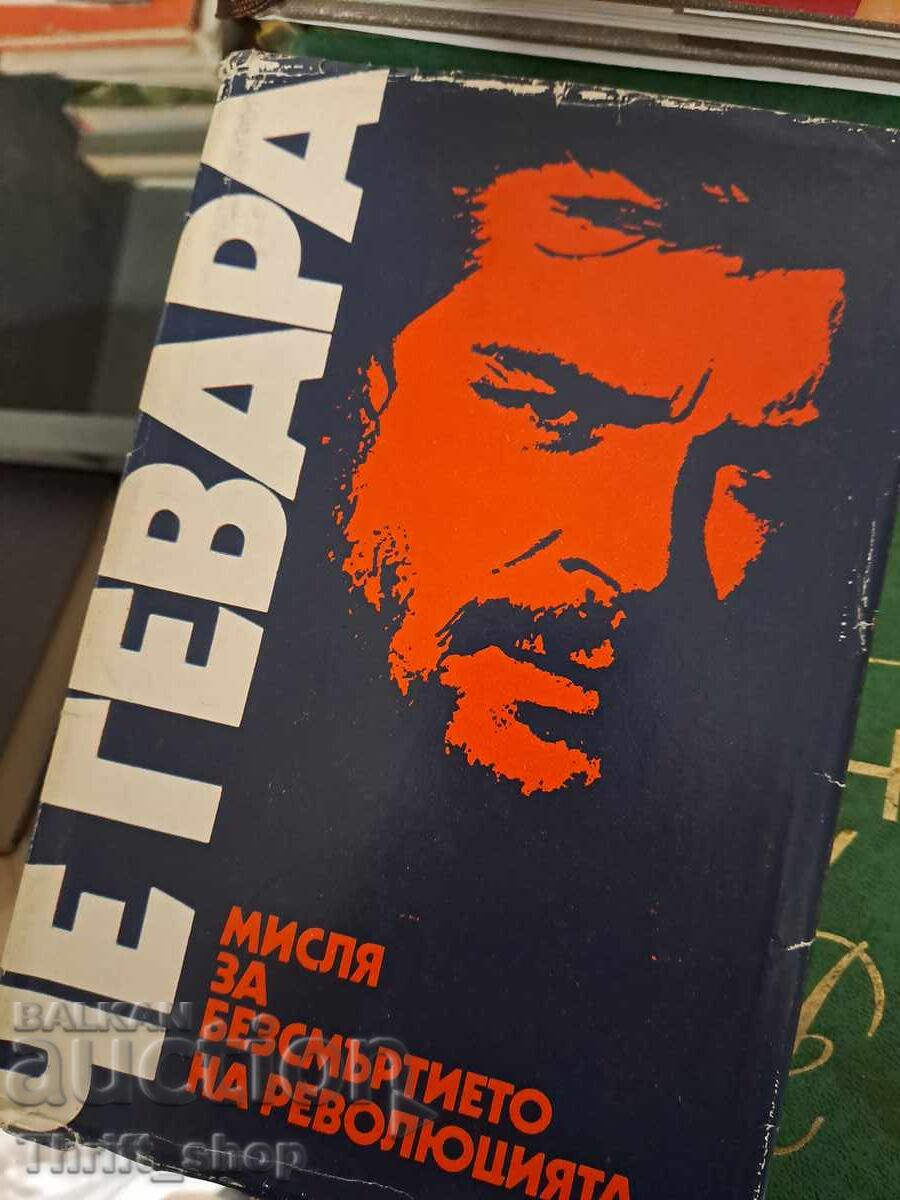 ЧЕ ГЕВАРА
МИСЛЯ
ЗА
БЕЗСМЪРТИЕТО
НА РЕВОЛЮЦИЯТА
BALKAN
auction
Thrift_shop